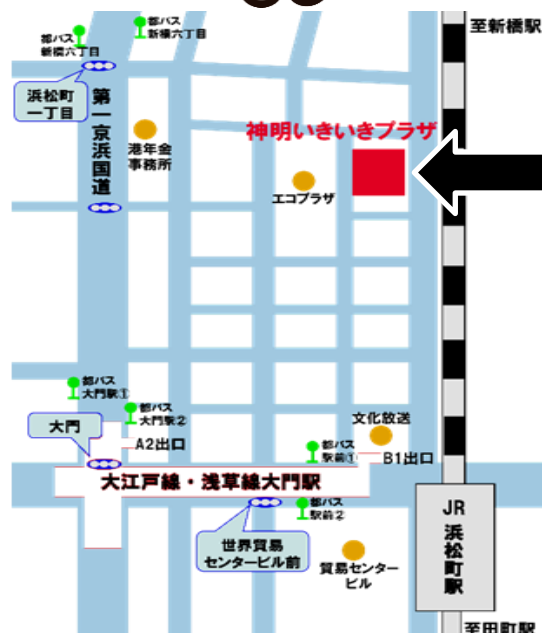 都バス
新橋六丁目
都バス
新橋六丁目
至新橋駅
浜松町
一丁目
第一京浜国道
港年金
事務所
神明いきいきプラザ
エコプラザ
都バス
大門駅①
都バス
大門駅②
大門
A2出口
文化放送
都バス
駅前①
B1出口
大江戸線・浅草線大門駅
都バス
駅前②
世界貿易
センタービル前
貿易センター
ビル
JR
浜松町駅
至田町駅